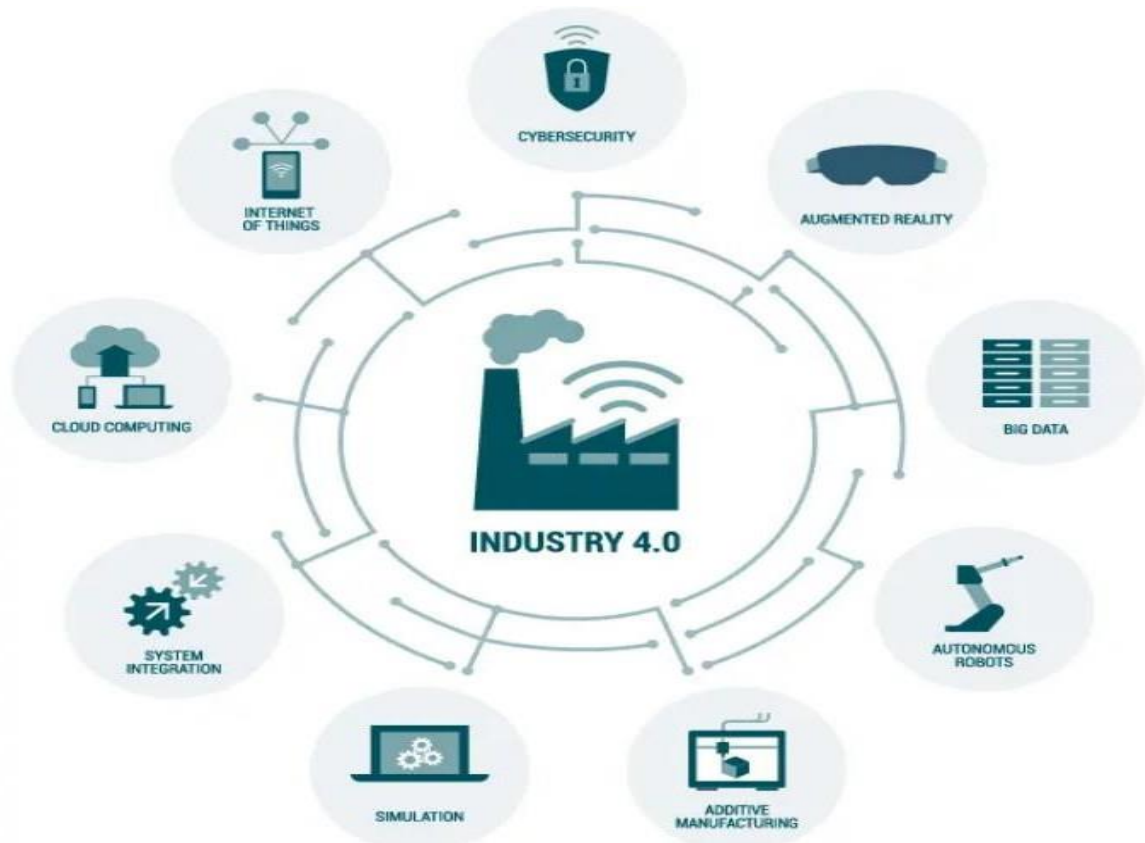 CYBERSECURITY
AUGMENTED REALITY
BIG DATA
AUTONOMOUS
ROBOTS
ADDITIVE
MANUFACTURING
SIMULATION
SYSTEM
INTEGRATION
CLOUD COMPUTING
INTERNET
OF THINGS
INDUSTRY 4.0